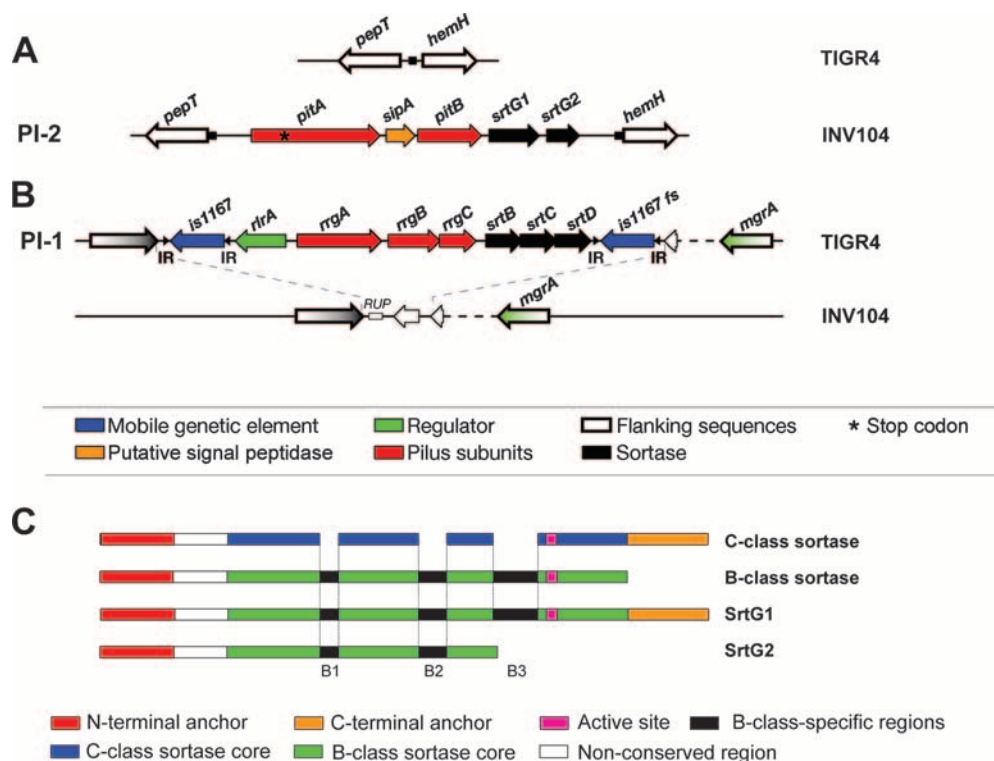 A
pepT hemH
TIGR4
PI-2
pepT pitA sipA pitB srtG1 srtG2 hemH
*
INV104
B
PI-1
is1167 rlrA rrgA rrgB rrgC srtB srtC srtD is1167 fs mgrA
TIGR4
IR IR IR IR
RUP mgrA
INV104
Mobile genetic element Regulator Flanking sequences * Stop codon
Putative signal peptidase Pilus subunits Sortase
C
C-class sortase
B-class sortase
SrtG1
SrtG2
B1 B2 B3
N-terminal anchor C-terminal anchor Active site B-class-specific regions
C-class sortase core B-class sortase core Non-conserved region